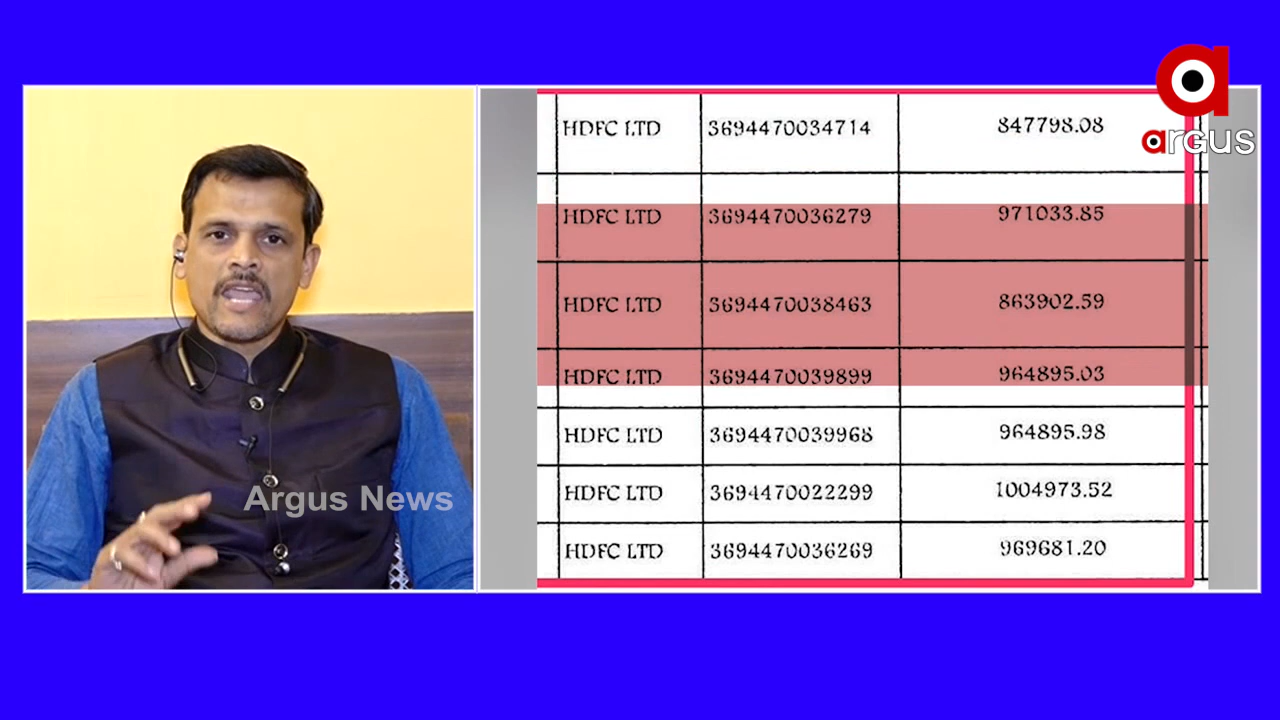 argus
HDFC LTD 3694470034714 847798.08
HDFC LTD 3694470036279 971033.85
HDFC LTD 3694470038463 863902.59
HDFC LTD 3694470039899 964895.03
HDFC LTD 3694470039968 964895.98
HDFC LTD 3694470022299 1004973.52
HDFC LTD 3694470036269 969681.20
Argus News